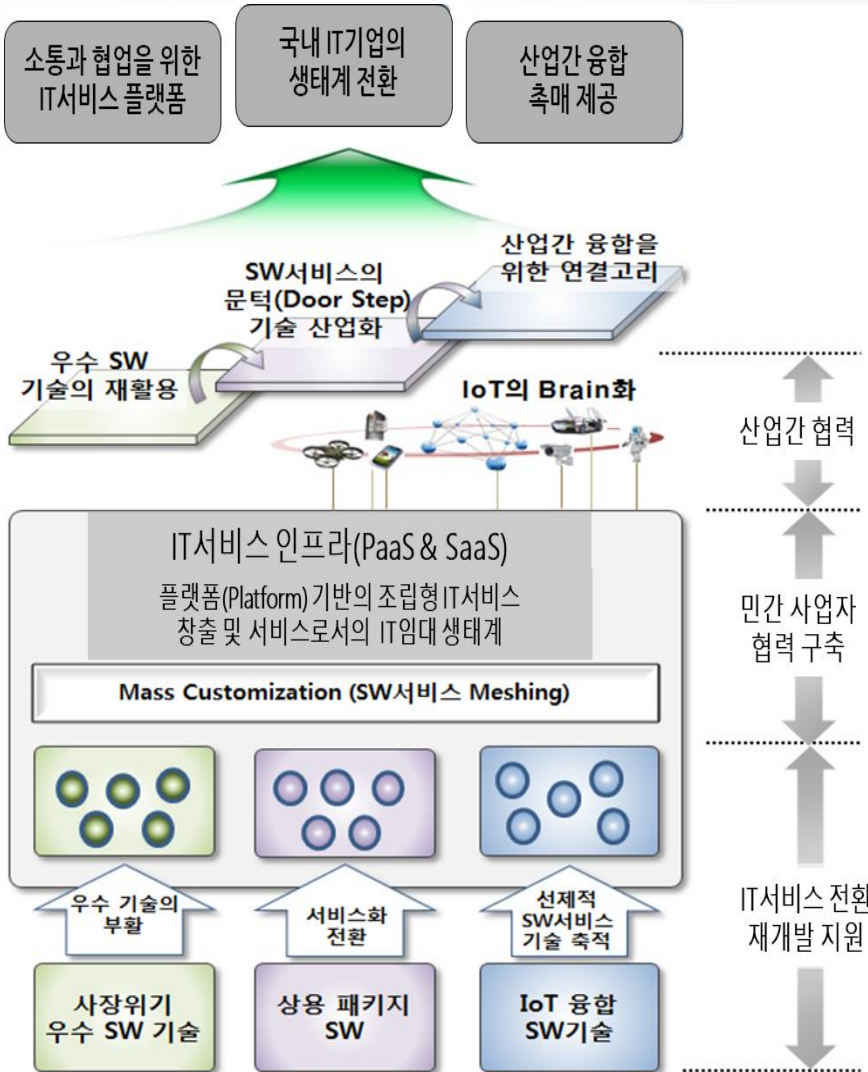 소통과 협업을 위한
IT서비스 플랫폼
국내 IT기업의
생태계 전환
산업간 융합
촉매 제공
우수 SW
기술의 재활용
SW서비스의
문턱(Door Step)
기술 산업화
산업간 융합을
위한 연결고리
IoT의 Brain화
산업간 협력
IT서비스 인프라(PaaS & SaaS)
플랫폼(Platform) 기반의 조립형 IT서비스
창출 및 서비스로서의 IT임대 생태계
Mass Customization (SW서비스 Meshing)
민간 사업자
협력 구축
우수 기술의
부활
서비스화
전환
선제적
SW서비스
기술 축적
IT서비스 전환
재개발 지원
사장위기
우수 SW 기술
상용 패키지
SW
IoT 융합
SW기술